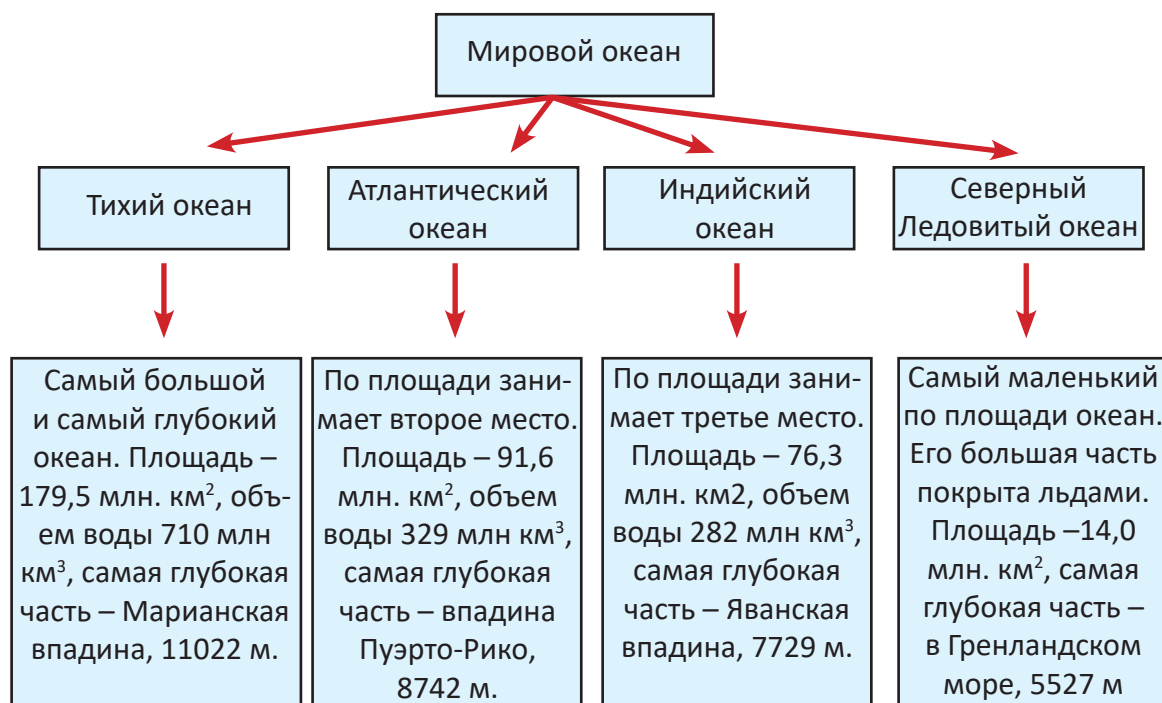 Мировой океан
Тихий океан
Атлантический
океан
Индийский
океан
Северный
Ледовитый океан
Самый большой
и самый глубокий
океан. Площадь –
179,5 млн. км², объ-
ем воды 710 млн
км³, самая глубокая
часть – Марианская
впадина, 11022 м.
По площади зани-
мает второе место.
Площадь – 91,6
млн. км², объем
воды 329 млн км³,
самая глубокая
часть – впадина
Пуэрто-Рико,
8742 м.
По площади зани-
мает третье место.
Площадь – 76,3
млн. км2, объем
воды 282 млн км³,
самая глубокая
часть – Яванская
впадина, 7729 м.
Самый маленький
по площади океан.
Его большая часть
покрыта льдами.
Площадь –14,0
млн. км², самая
глубокая часть –
в Гренландском
море, 5527 м